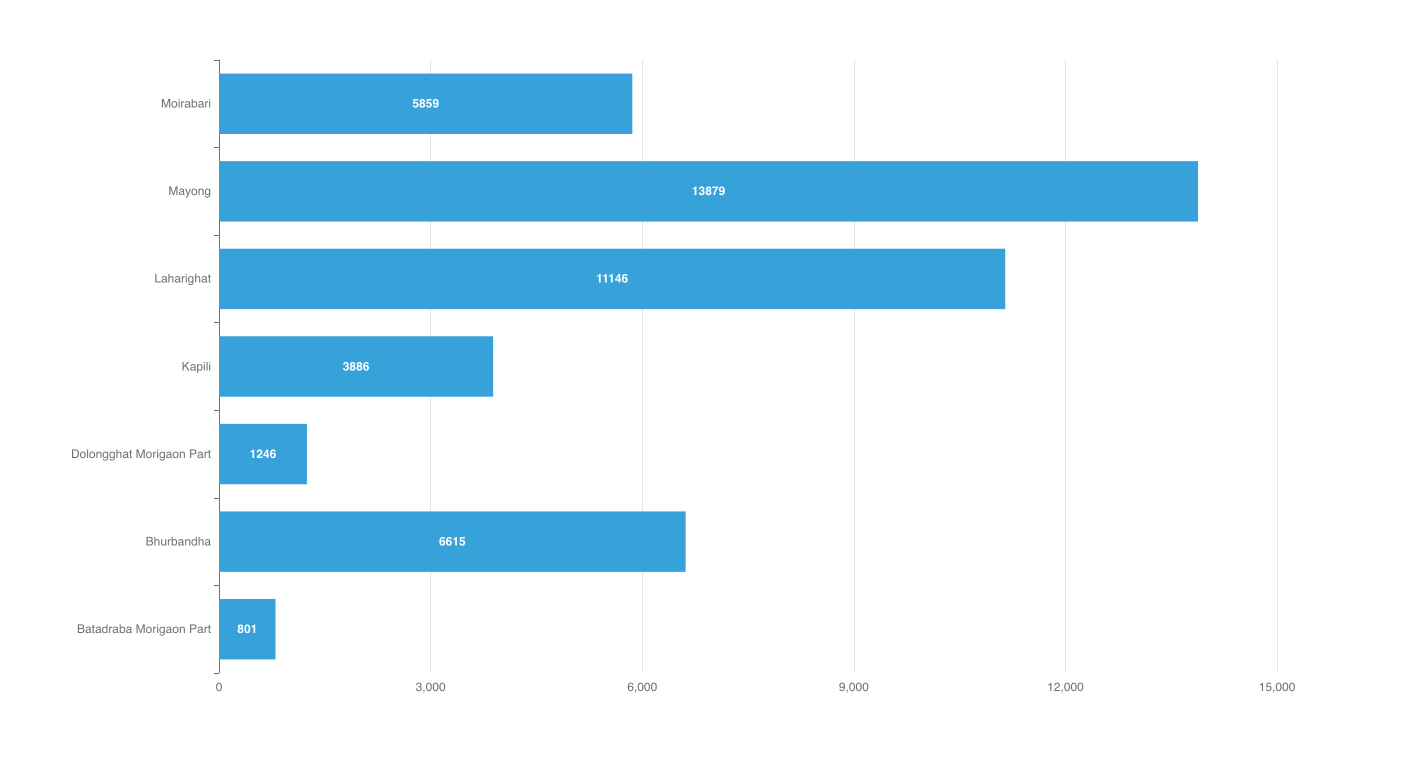 Moirabari 5859
Mayong 13879
Laharighat 11146
Kapili 3886
Dolongghat Morigaon Part 1246
Bhurbandha 6615
Batadraba Morigaon Part 801
0 3,000 6,000 9,000 12,000 15,000